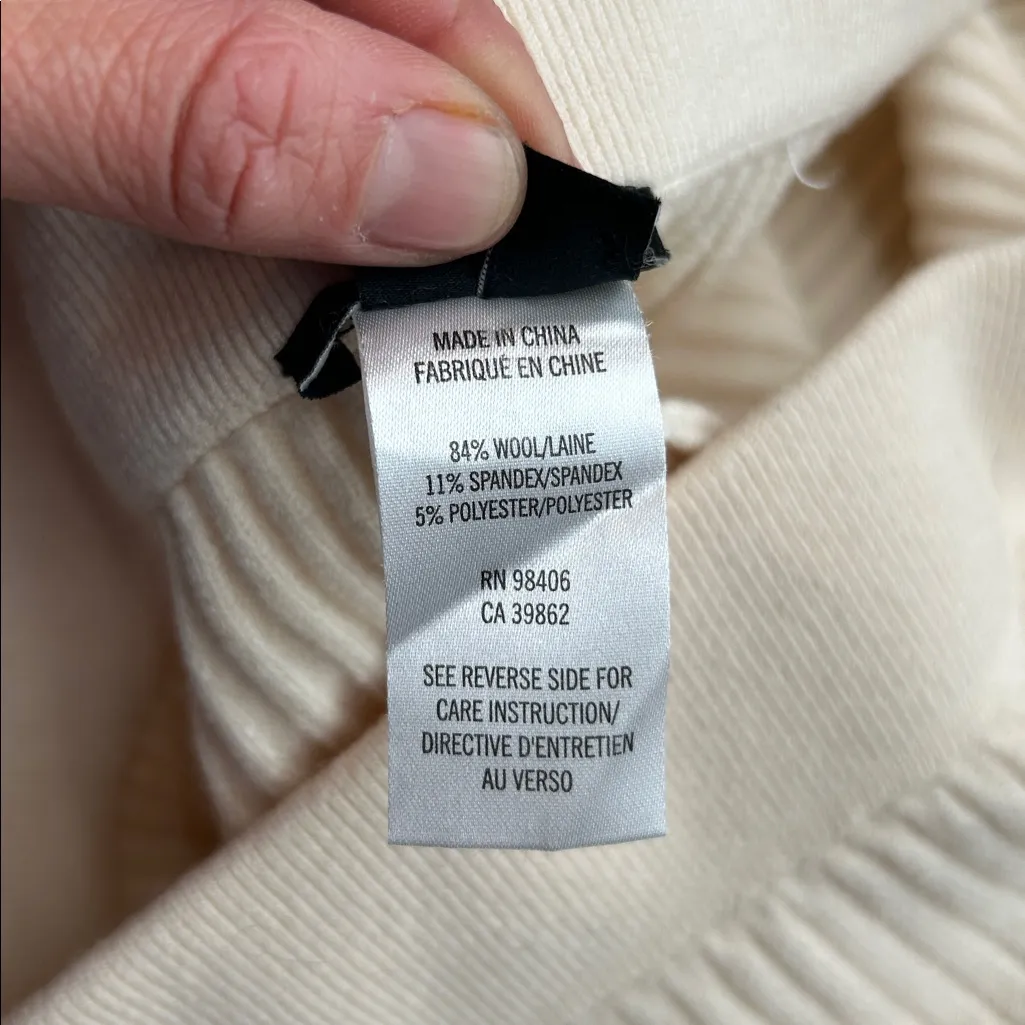 MADE IN CHINA
FABRIQUÉ EN CHINE
84% WOOL/LAINE
11% SPANDEX/SPANDEX
5% POLYESTER/POLYESTER
RN 98406
CA 39862
SEE REVERSE SIDE FOR
CARE INSTRUCTION/
DIRECTIVE D'ENTRETIEN
AU VERSO